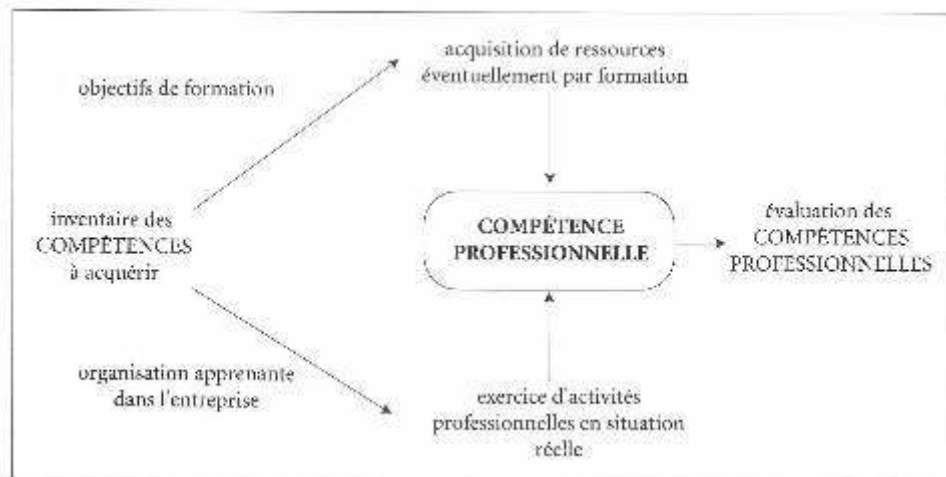 acquisition de ressources
éventuellement par formation
objectifs de formation
inventaire des
COMPÉTENCES
à acquérir
COMPÉTENCE
PROFESSIONNELLE
évaluation des
COMPÉTENCES
PROFESSIONNELLES
organisation apprenante
dans l'entreprise
exercice d'activités
professionnelles en situation
réelle